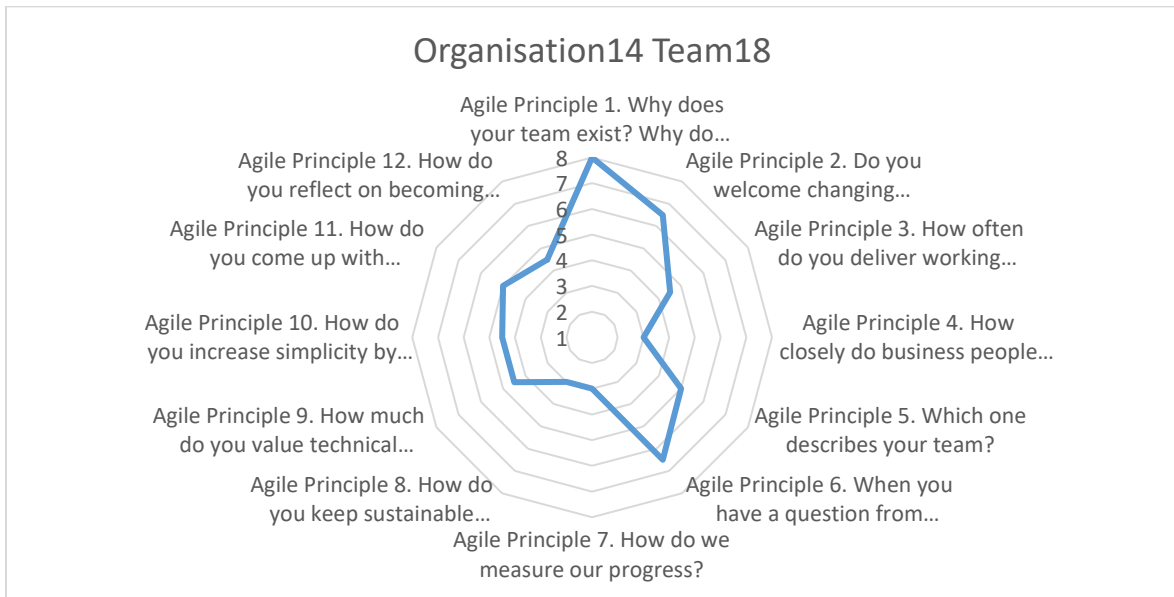 Organisation14 Team18
Agile Principle 1. Why does
your team exist? Why do…
Agile Principle 2. Do you
welcome changing…
Agile Principle 3. How often
do you deliver working…
Agile Principle 4. How
closely do business people…
Agile Principle 5. Which one
describes your team?
Agile Principle 6. When you
have a question from…
Agile Principle 7. How do we
measure our progress?
Agile Principle 8. How do
you keep sustainable…
Agile Principle 9. How much
do you value technical…
Agile Principle 10. How do
you increase simplicity by…
Agile Principle 11. How do
you come up with…
Agile Principle 12. How do
you reflect on becoming…
8
7
6
5
4
3
2
1